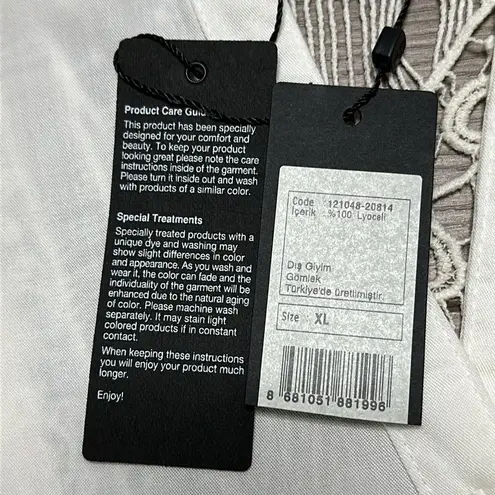 Product Care Guide
This product has been specially
designed for your comfort and
beauty. To keep your product
looking great please note the care
instructions inside of the garment.
Please turn it inside out and wash
with products of a similar color.
Special Treatments
Specially treated products with a
unique dye and washing may
show slight differences in color
and appearance. As you wash and
wear it, the color can fade and the
individuality of the garment will be
enhanced due to the natural aging
of color. Please machine wash
separately. It may stain light
colored products if in constant
contact.
When keeping these instructions
you will enjoy your product much
longer.
Enjoy!
Code 121048-20814
İçerik :%100 Lyocell
Dış Giyim
Gömlek
Türkiye'de üretilmiştir.
Size XL
8 681051 881996